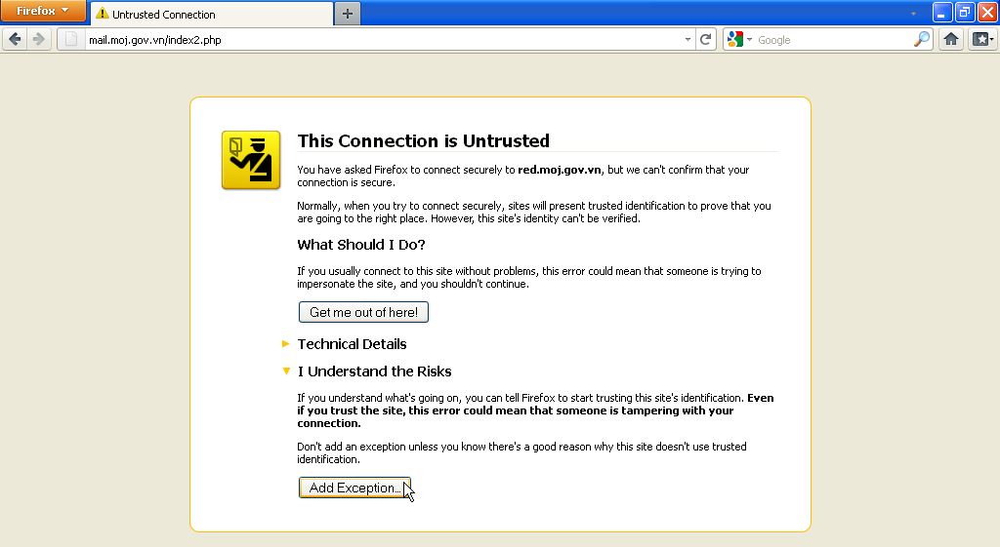 Firefox
Untrusted Connection
mail.moj.gov.vn/index2.php
Google
This Connection is Untrusted
You have asked Firefox to connect securely to red.moj.gov.vn, but we can't confirm that your
connection is secure.
Normally, when you try to connect securely, sites will present trusted identification to prove that you
are going to the right place. However, this site's identity can't be verified.
What Should I Do?
If you usually connect to this site without problems, this error could mean that someone is trying to
impersonate the site, and you shouldn't continue.
Get me out of here!
Technical Details
I Understand the Risks
If you understand what's going on, you can tell Firefox to start trusting this site's identification. Even
if you trust the site, this error could mean that someone is tampering with your
connection.
Don't add an exception unless you know there's a good reason why this site doesn't use trusted
identification.
Add Exception...